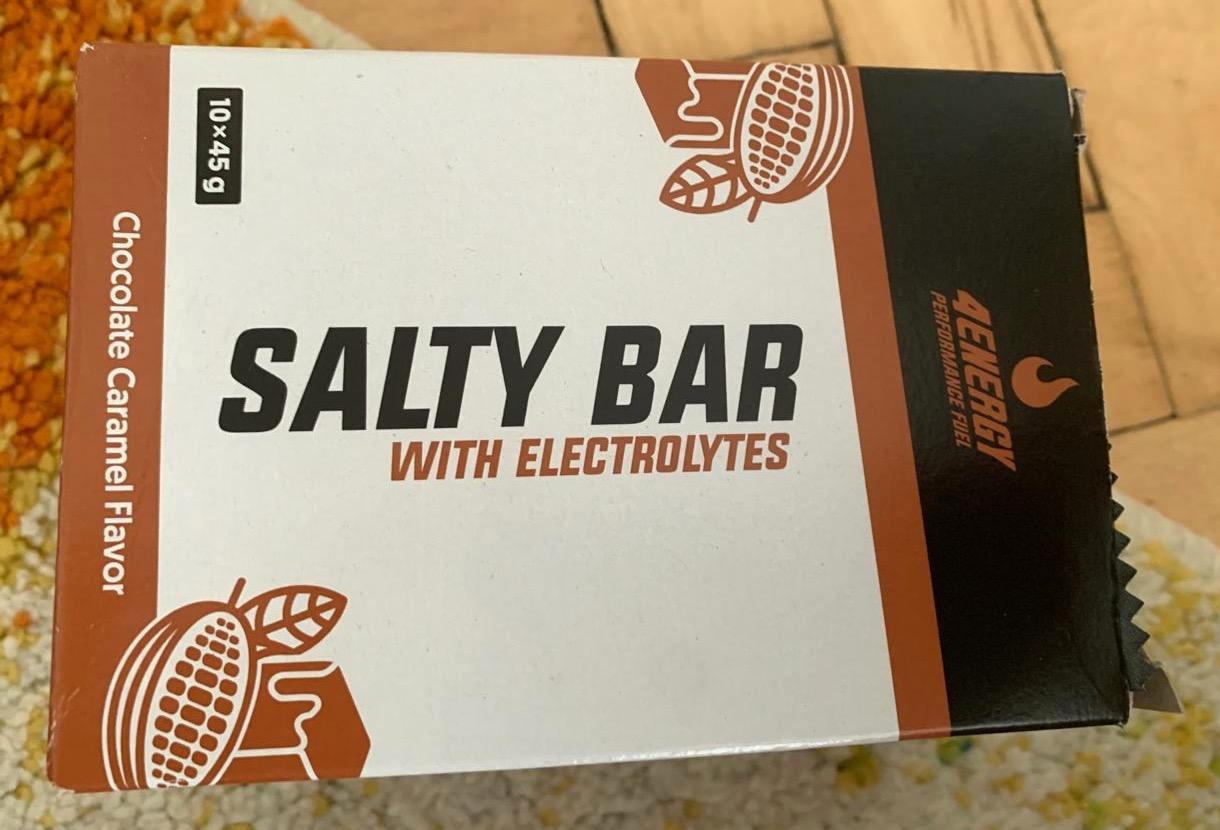 10×45 g
Chocolate Caramel Flavor
SALTY BAR
WITH ELECTROLYTES
4ENERGY
PERFORMANCE FUEL